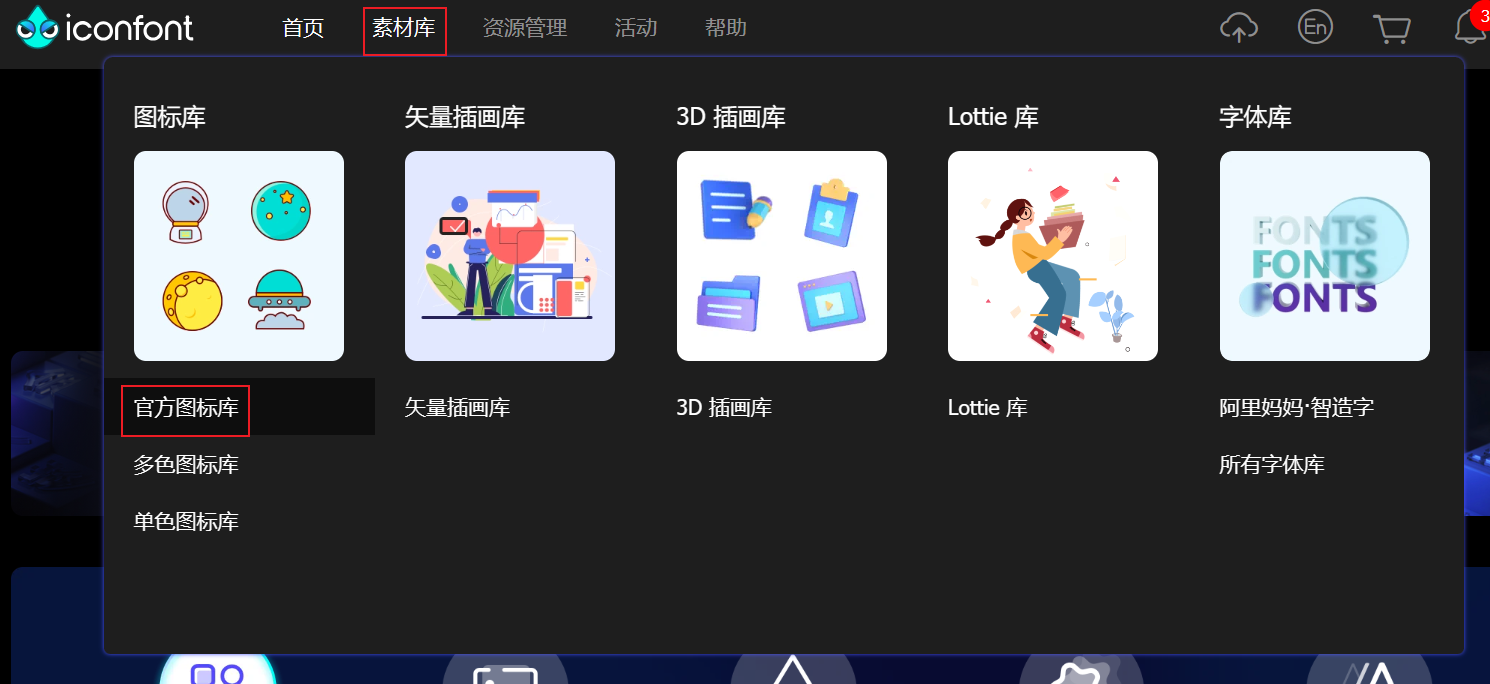 iconfont
首页
素材库
资源管理
活动
帮助
En
3
图标库
矢量插画库
3D 插画库
Lottie 库
字体库
FONTS
FONTS
FONTS
官方图标库
矢量插画库
3D 插画库
Lottie 库
阿里妈妈·智造字
多色图标库
所有字体库
单色图标库